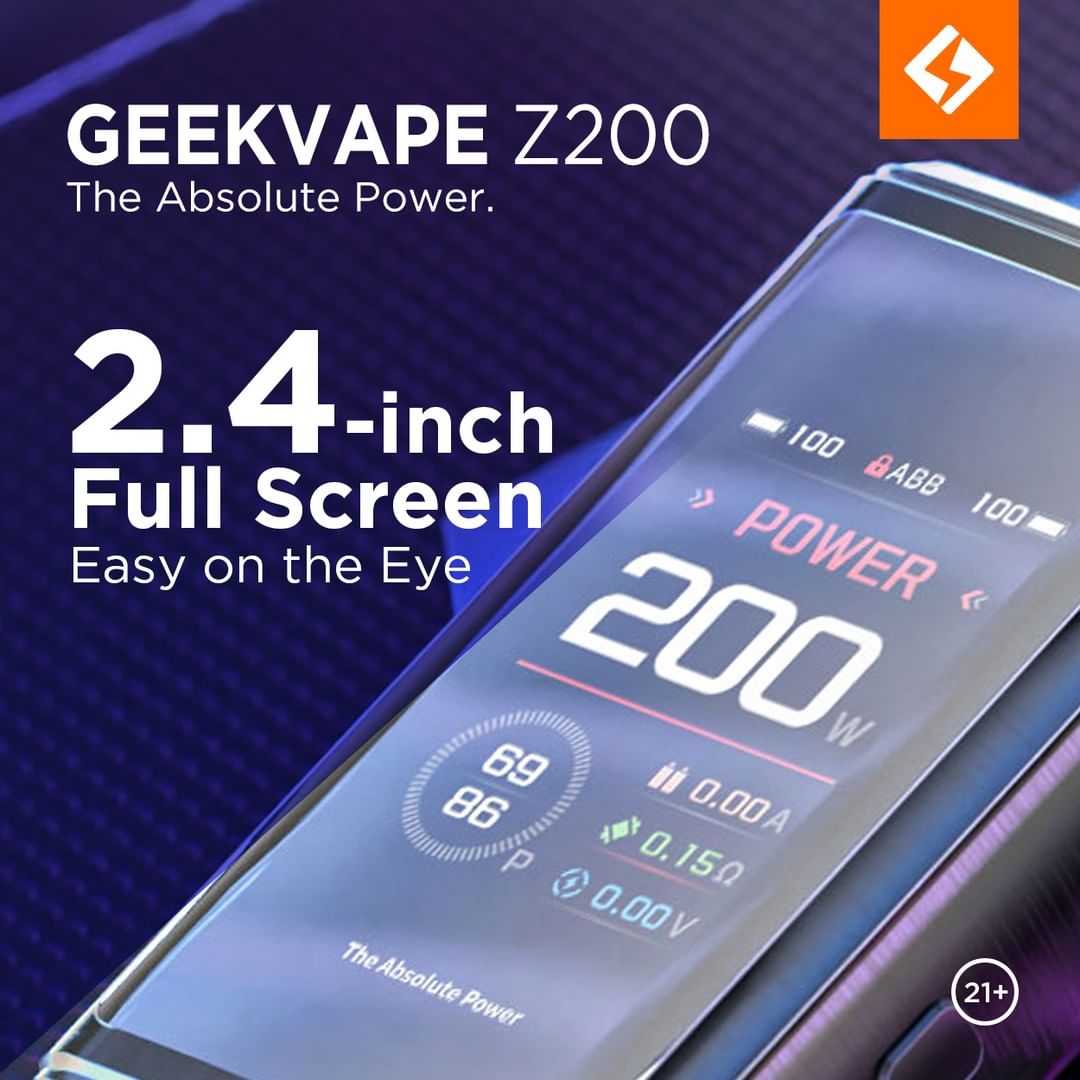 GEEKVAPE Z200
The Absolute Power.
2.4-inch
Full Screen
Easy on the Eye
100 ABB 100
POWER
200W
69
86
P
0.00A
0.15Ω
0.00V
The Absolute Power
21+